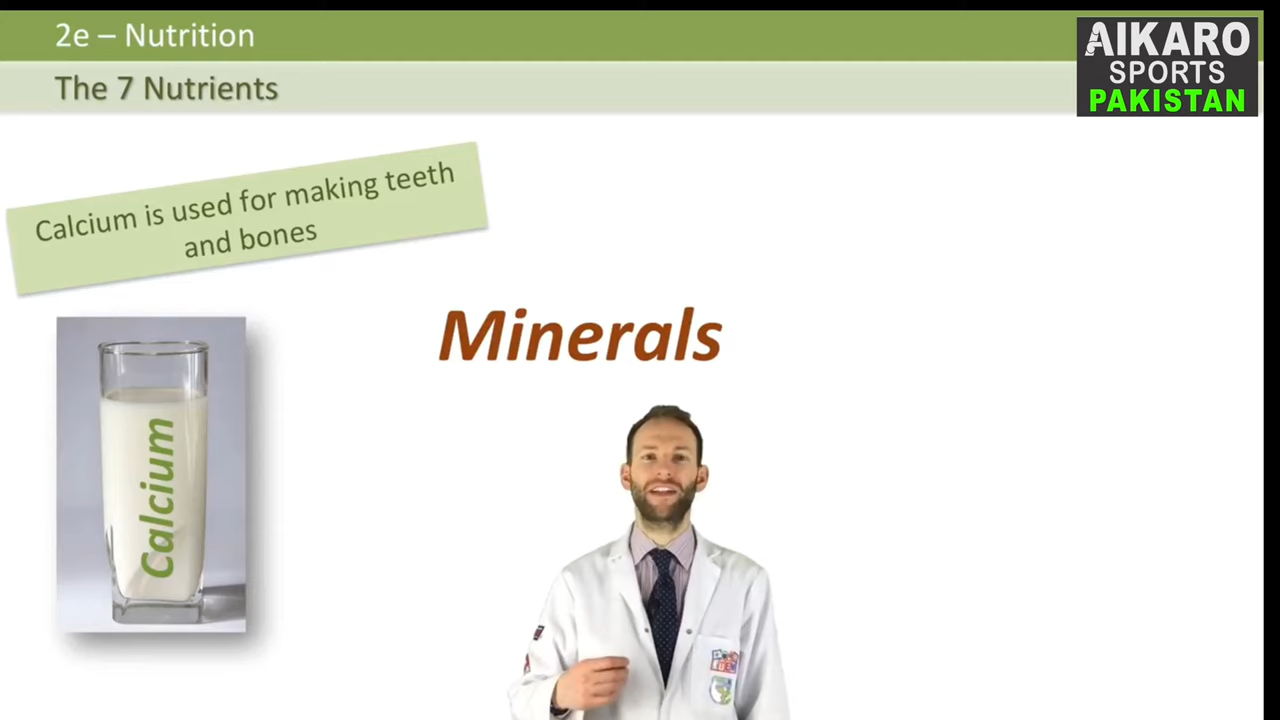 2e – Nutrition
The 7 Nutrients
AIKARO
SPORTS
PAKISTAN
Calcium is used for making teeth
and bones
Minerals
Calcium